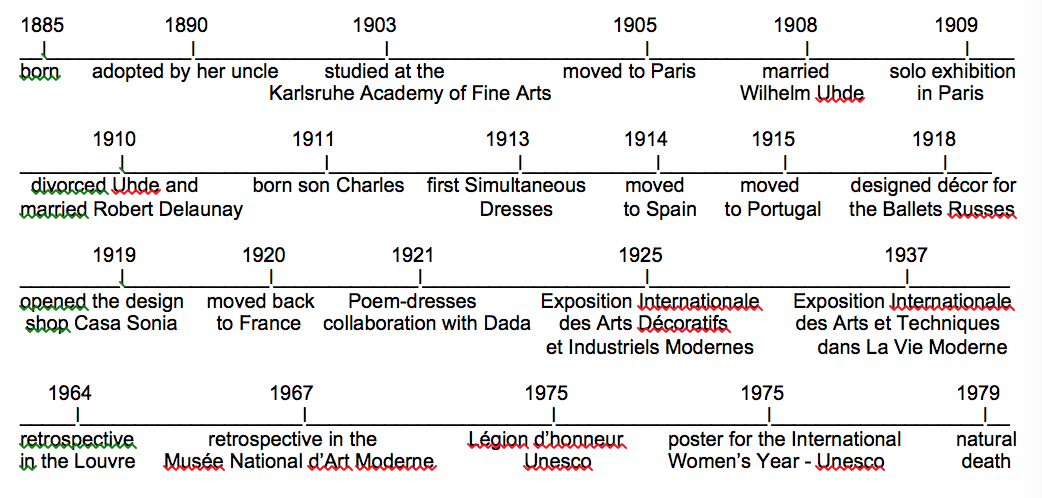 1885 1890 1903 1905 1908 1909
born adopted by her uncle studied at the moved to Paris married solo exhibition
Karlsruhe Academy of Fine Arts Wilhelm Uhde in Paris
1910 1911 1913 1914 1915 1918
divorced Uhde and born son Charles first Simultaneous moved moved designed décor for
married Robert Delaunay Dresses to Spain to Portugal the Ballets Russes
1919 1920 1921 1925 1937
opened the design moved back Poem-dresses Exposition Internationale Exposition Internationale
shop Casa Sonia to France collaboration with Dada des Arts Décoratifs des Arts et Techniques
et Industriels Modernes dans La Vie Moderne
1964 1967 1975 1975 1979
retrospective retrospective in the Légion d’honneur poster for the International natural
in the Louvre Musée National d’Art Moderne Unesco Women’s Year - Unesco death